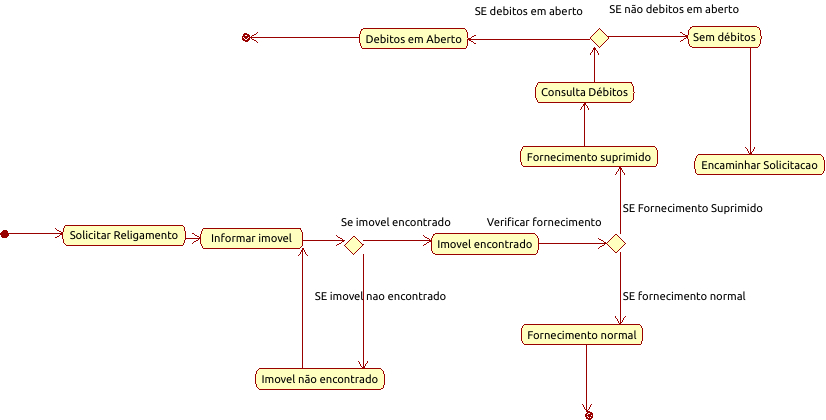 SE debitos em aberto
SE não debitos em aberto
Debitos em Aberto
Sem débitos
Consulta Débitos
Fornecimento suprimido
Encaminhar Solicitacao
SE Fornecimento Suprimido
Se imovel encontrado
Verificar fornecimento
Solicitar Religamento
Informar imovel
Imovel encontrado
SE imovel nao encontrado
SE fornecimento normal
Fornecimento normal
Imovel não encontrado